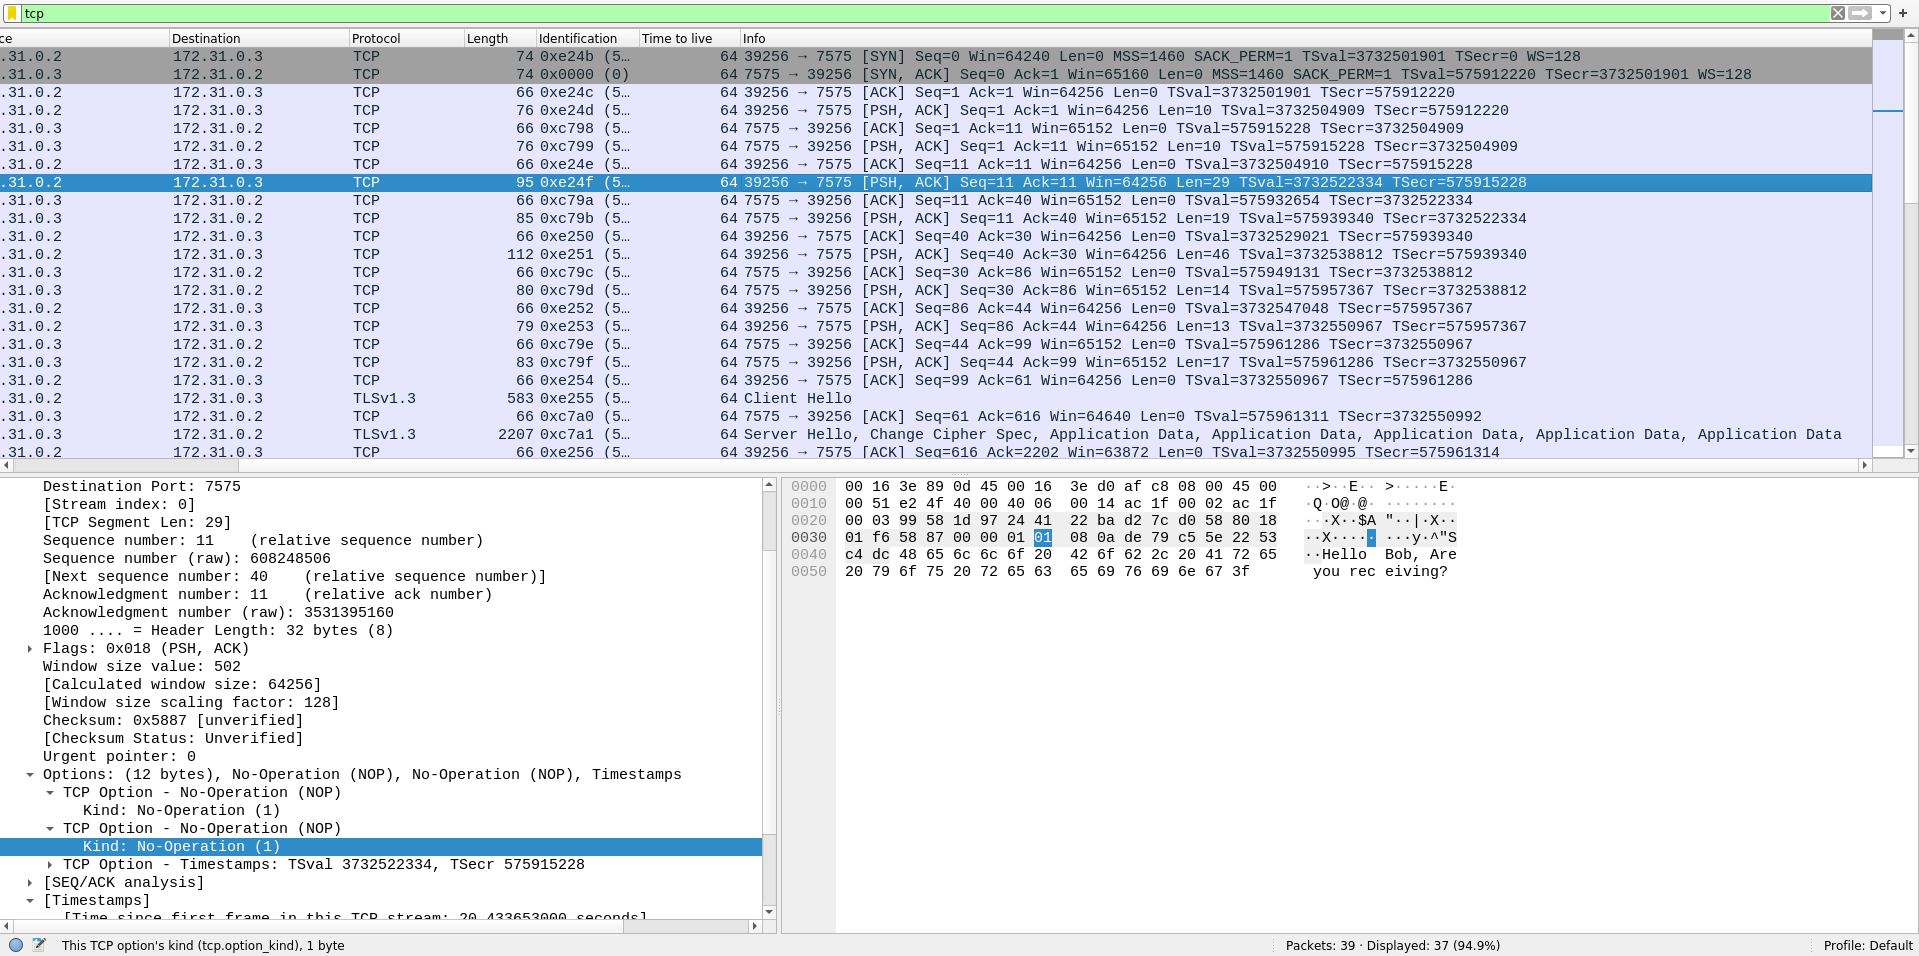 tcp
ce Destination Protocol Length Identification Time to live Info
.31.0.2 172.31.0.3 TCP 74 0xe24b (5… 64 39256 → 7575 [SYN] Seq=0 Win=64240 Len=0 MSS=1460 SACK_PERM=1 TSval=3732501901 TSecr=0 WS=128
.31.0.3 172.31.0.2 TCP 74 0x0000 (0) 64 7575 → 39256 [SYN, ACK] Seq=0 Ack=1 Win=65160 Len=0 MSS=1460 SACK_PERM=1 TSval=575912220 TSecr=3732501901 WS=128
.31.0.2 172.31.0.3 TCP 66 0xe24c (5… 64 39256 → 7575 [ACK] Seq=1 Ack=1 Win=64256 Len=0 TSval=3732501901 TSecr=575912220
.31.0.2 172.31.0.3 TCP 76 0xe24d (5… 64 39256 → 7575 [PSH, ACK] Seq=1 Ack=1 Win=64256 Len=10 TSval=3732504909 TSecr=575912220
.31.0.3 172.31.0.2 TCP 66 0xc798 (5… 64 7575 → 39256 [ACK] Seq=1 Ack=11 Win=65152 Len=0 TSval=575915228 TSecr=3732504909
.31.0.3 172.31.0.2 TCP 76 0xc799 (5… 64 7575 → 39256 [PSH, ACK] Seq=1 Ack=11 Win=65152 Len=10 TSval=575915228 TSecr=3732504909
.31.0.2 172.31.0.3 TCP 66 0xe24e (5… 64 39256 → 7575 [ACK] Seq=11 Ack=11 Win=64256 Len=0 TSval=3732504910 TSecr=575915228
.31.0.2 172.31.0.3 TCP 95 0xe24f (5… 64 39256 → 7575 [PSH, ACK] Seq=11 Ack=11 Win=64256 Len=29 TSval=3732522334 TSecr=575915228
.31.0.3 172.31.0.2 TCP 66 0xc79a (5… 64 7575 → 39256 [ACK] Seq=11 Ack=40 Win=65152 Len=0 TSval=575932654 TSecr=3732522334
.31.0.3 172.31.0.2 TCP 85 0xc79b (5… 64 7575 → 39256 [PSH, ACK] Seq=11 Ack=40 Win=65152 Len=19 TSval=575939340 TSecr=3732522334
.31.0.2 172.31.0.3 TCP 66 0xe250 (5… 64 39256 → 7575 [ACK] Seq=40 Ack=30 Win=64256 Len=0 TSval=3732529021 TSecr=575939340
.31.0.2 172.31.0.3 TCP 112 0xe251 (5… 64 39256 → 7575 [PSH, ACK] Seq=40 Ack=30 Win=64256 Len=46 TSval=3732538812 TSecr=575939340
.31.0.3 172.31.0.2 TCP 66 0xc79c (5… 64 7575 → 39256 [ACK] Seq=30 Ack=86 Win=65152 Len=0 TSval=575949131 TSecr=3732538812
.31.0.3 172.31.0.2 TCP 80 0xc79d (5… 64 7575 → 39256 [PSH, ACK] Seq=30 Ack=86 Win=65152 Len=14 TSval=575957367 TSecr=3732538812
.31.0.2 172.31.0.3 TCP 66 0xe252 (5… 64 39256 → 7575 [ACK] Seq=86 Ack=44 Win=64256 Len=0 TSval=3732547048 TSecr=575957367
.31.0.2 172.31.0.3 TCP 79 0xe253 (5… 64 39256 → 7575 [PSH, ACK] Seq=86 Ack=44 Win=64256 Len=13 TSval=3732550967 TSecr=575957367
.31.0.3 172.31.0.2 TCP 66 0xc79e (5… 64 7575 → 39256 [ACK] Seq=44 Ack=99 Win=65152 Len=0 TSval=575961286 TSecr=3732550967
.31.0.3 172.31.0.2 TCP 83 0xc79f (5… 64 7575 → 39256 [PSH, ACK] Seq=44 Ack=99 Win=65152 Len=17 TSval=575961286 TSecr=3732550967
.31.0.2 172.31.0.3 TCP 66 0xe254 (5… 64 39256 → 7575 [ACK] Seq=99 Ack=61 Win=64256 Len=0 TSval=3732550967 TSecr=575961286
.31.0.2 172.31.0.3 TLSv1.3 583 0xe255 (5… 64 Client Hello
.31.0.3 172.31.0.2 TCP 66 0xc7a0 (5… 64 7575 → 39256 [ACK] Seq=61 Ack=616 Win=64640 Len=0 TSval=575961311 TSecr=3732550992
.31.0.3 172.31.0.2 TLSv1.3 2207 0xc7a1 (5… 64 Server Hello, Change Cipher Spec, Application Data, Application Data, Application Data, Application Data, Application Data
.31.0.2 172.31.0.3 TCP 66 0xe256 (5… 64 39256 → 7575 [ACK] Seq=616 Ack=2202 Win=63872 Len=0 TSval=3732550995 TSecr=575961314
Destination Port: 7575
[Stream index: 0]
[TCP Segment Len: 29]
Sequence number: 11 (relative sequence number)
Sequence number (raw): 608248506
[Next sequence number: 40 (relative sequence number)]
Acknowledgment number: 11 (relative ack number)
Acknowledgment number (raw): 3531395160
1000 .... = Header Length: 32 bytes (8)
Flags: 0x018 (PSH, ACK)
Window size value: 502
[Calculated window size: 64256]
[Window size scaling factor: 128]
Checksum: 0x5887 [unverified]
[Checksum Status: Unverified]
Urgent pointer: 0
Options: (12 bytes), No-Operation (NOP), No-Operation (NOP), Timestamps
TCP Option - No-Operation (NOP)
Kind: No-Operation (1)
TCP Option - No-Operation (NOP)
Kind: No-Operation (1)
TCP Option - Timestamps: TSval 3732522334, TSecr 575915228
[SEQ/ACK analysis]
[Timestamps]
[Time since first frame in this TCP stream: 20.433653000 seconds]
0000 00 16 3e 89 0d 45 00 16 3e d0 af c8 08 00 45 00 ··>··E·· >·····E·
0010 00 51 e2 4f 40 00 40 06 00 14 ac 1f 00 02 ac 1f ·Q·O@·@· ········
0020 00 03 99 58 1d 97 24 41 22 ba d2 7c d0 58 80 18 ···X··$A "··|·X··
0030 01 f6 58 87 00 00 01 01 08 0a de 79 c5 5e 22 53 ··X····· ···y·^"S
0040 c4 dc 48 65 6c 6c 6f 20 42 6f 62 2c 20 41 72 65 ··Hello Bob, Are
0050 20 79 6f 75 20 72 65 63 65 69 76 69 6e 67 3f you rec eiving?
This TCP option's kind (tcp.option_kind), 1 byte Packets: 39 · Displayed: 37 (94.9%) Profile: Default